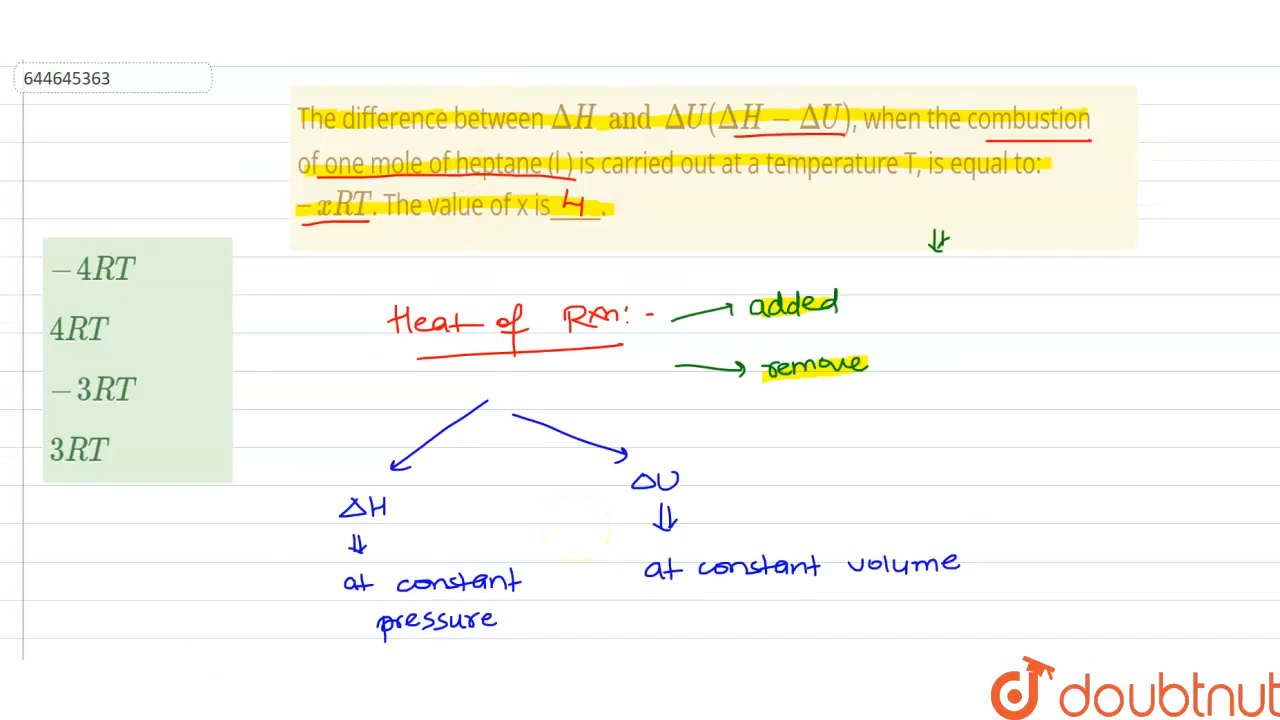 644645363
The difference between ΔH and ΔU(ΔH − ΔU), when the combustion
of one mole of heptane (l) is carried out at a temperature T, is equal to:
−xRT. The value of x is 4.
−4RT
4RT
−3RT
3RT
Heat of Rxn:-
added
remove
ΔH
at constant
pressure
ΔU
at constant volume
doubtnut